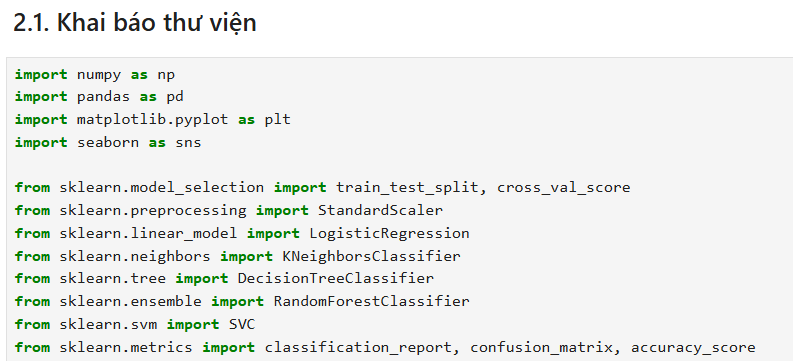 2.1. Khai báo thư viện
import numpy as np
import pandas as pd
import matplotlib.pyplot as plt
import seaborn as sns
from sklearn.model_selection import train_test_split, cross_val_score
from sklearn.preprocessing import StandardScaler
from sklearn.linear_model import LogisticRegression
from sklearn.neighbors import KNeighborsClassifier
from sklearn.tree import DecisionTreeClassifier
from sklearn.ensemble import RandomForestClassifier
from sklearn.svm import SVC
from sklearn.metrics import classification_report, confusion_matrix, accuracy_score